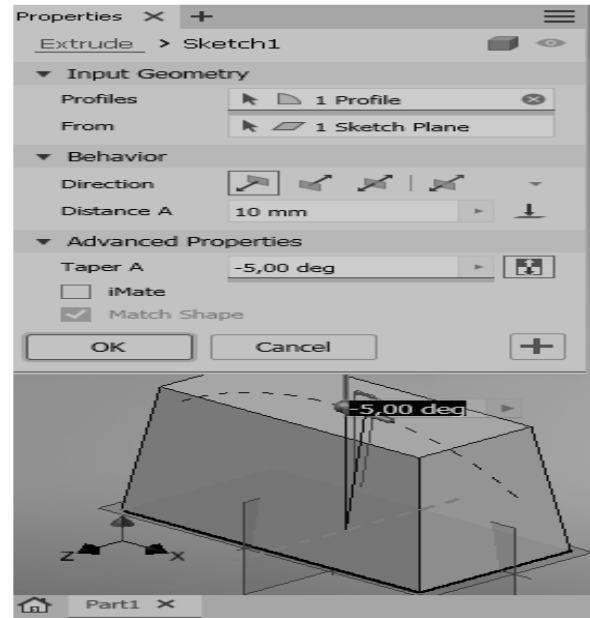 Properties × +
Extrude > Sketch1
Input Geometry
Profiles 1 Profile
From 1 Sketch Plane
Behavior
Direction
Distance A 10 mm
Advanced Properties
Taper A -5,00 deg
iMate
Match Shape
OK Cancel +
-5,00 deg
Z X
Part1 ×